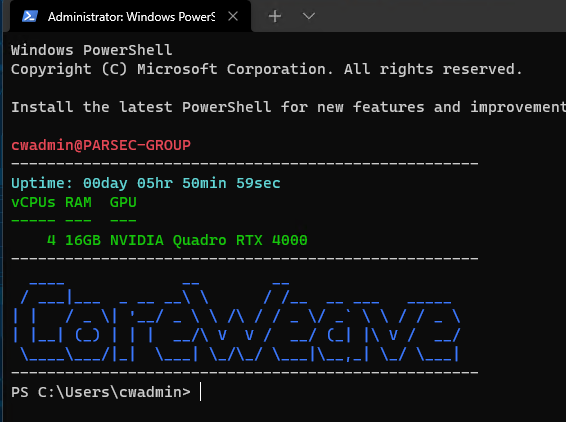 Administrator: Windows PowerS
Windows PowerShell
Copyright (C) Microsoft Corporation. All rights reserved.
Install the latest PowerShell for new features and improvement
cwadmin@PARSEC-GROUP
----------------------------------------------------
Uptime: 00day 05hr 50min 59sec
vCPUs RAM  GPU
----- ---  ---
    4 16GB NVIDIA Quadro RTX 4000
----------------------------------------------------
CoreWeave
----------------------------------------------------
PS C:\Users\cwadmin>